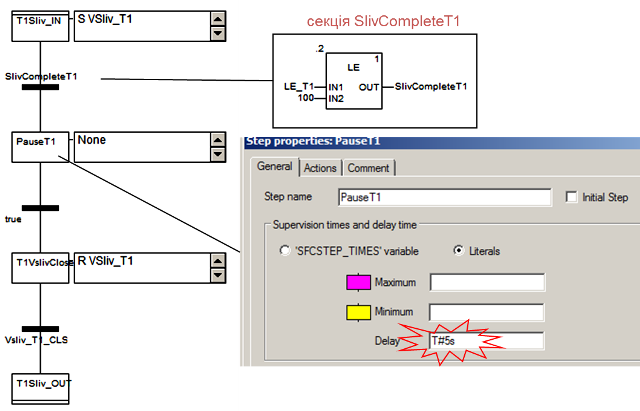 T1Sliv_IN
S VSliv_T1
SlivCompleteT1
PauseT1
None
true
T1VslivClose
R VSliv_T1
Vsliv_T1_CLS
T1Sliv_OUT
секція SlivCompleteT1
.2
1
LE
LE_T1
IN1
OUT
SlivCompleteT1
100
IN2
Step properties: PauseT1
General
Actions
Comment
Step name
PauseT1
Initial Step
Supervision times and delay time
'SFCSTEP_TIMES' variable
Literals
Maximum
Minimum
Delay
T#5s